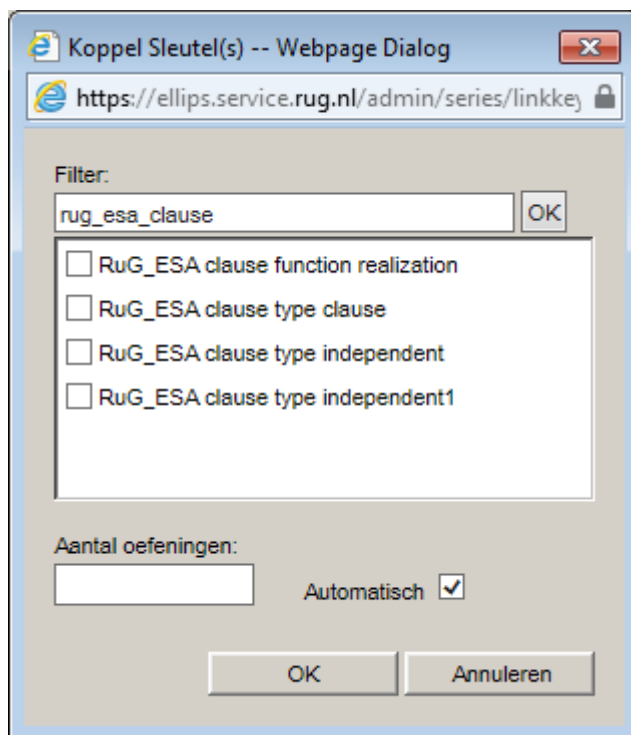 Koppel Sleutel(s) -- Webpage Dialog
https://ellips.service.rug.nl/admin/series/linkkey
Filter:
rug_esa_clause OK
RuG_ESA clause function realization
RuG_ESA clause type clause
RuG_ESA clause type independent
RuG_ESA clause type independent1
Aantal oefeningen:
Automatisch
OK Annuleren